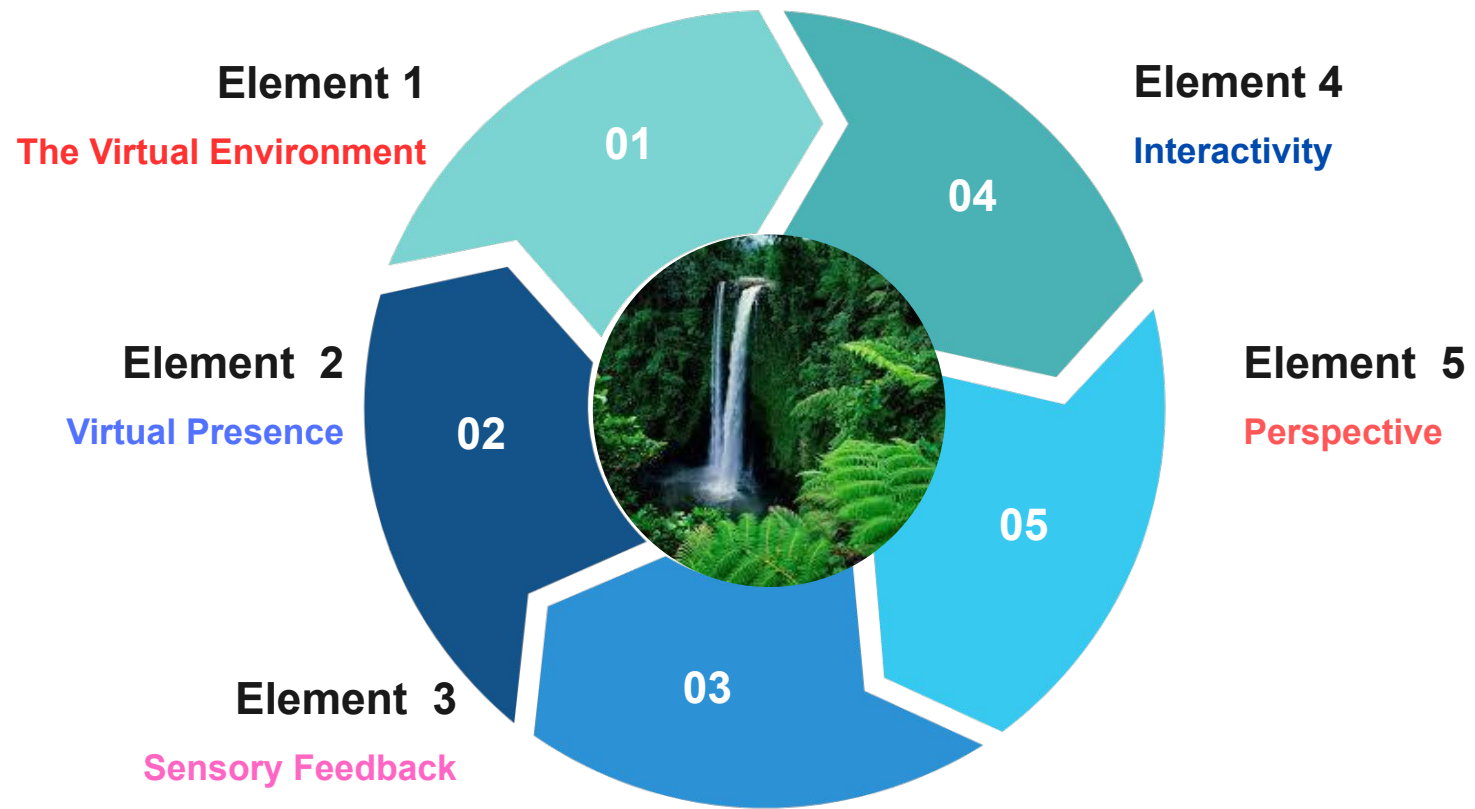 Element 1
The Virtual Environment
01
Element 4
Interactivity
04
Element  2
Virtual Presence
02
Element  5
Perspective
05
Element  3
Sensory Feedback
03